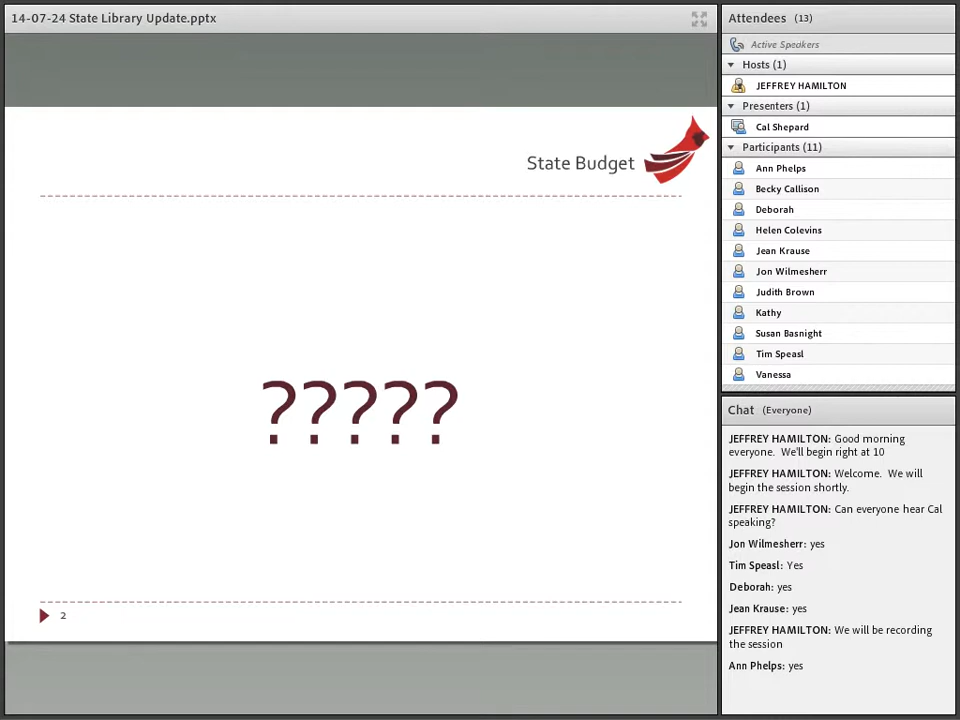 14-07-24 State Library Update.pptx
State Budget
?????
2
Attendees (13)
Active Speakers
Hosts (1)
JEFFREY HAMILTON
Presenters (1)
Cal Shepard
Participants (11)
Ann Phelps
Becky Callison
Deborah
Helen Colevins
Jean Krause
Jon Wilmesherr
Judith Brown
Kathy
Susan Basnight
Tim Speasl
Vanessa
Chat (Everyone)
JEFFREY HAMILTON: Good morning
everyone. We'll begin right at 10
JEFFREY HAMILTON: Welcome. We will
begin the session shortly.
JEFFREY HAMILTON: Can everyone hear Cal
speaking?
Jon Wilmesherr: yes
Tim Speasl: Yes
Deborah: yes
Jean Krause: yes
JEFFREY HAMILTON: We will be recording
the session
Ann Phelps: yes